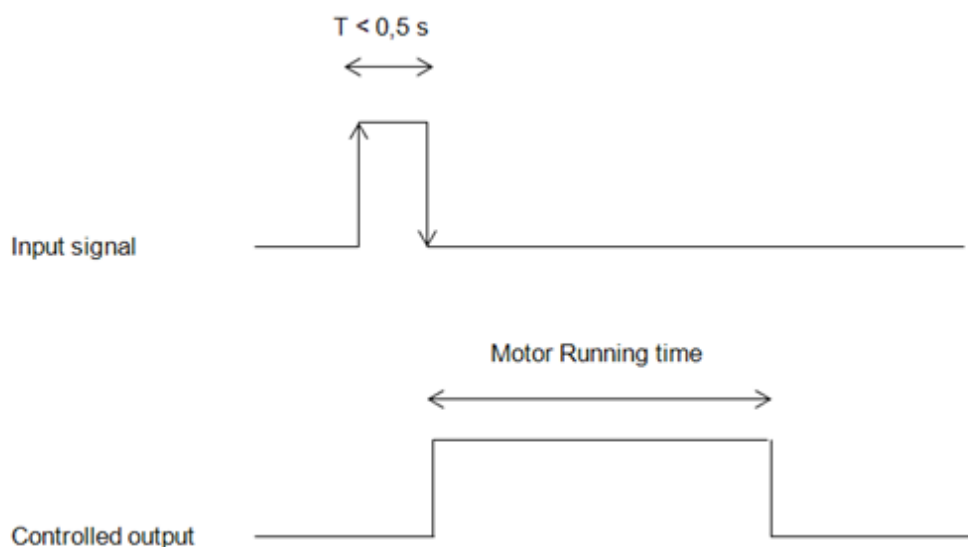 T < 0,5 s
Input signal
Motor Running time
Controlled output